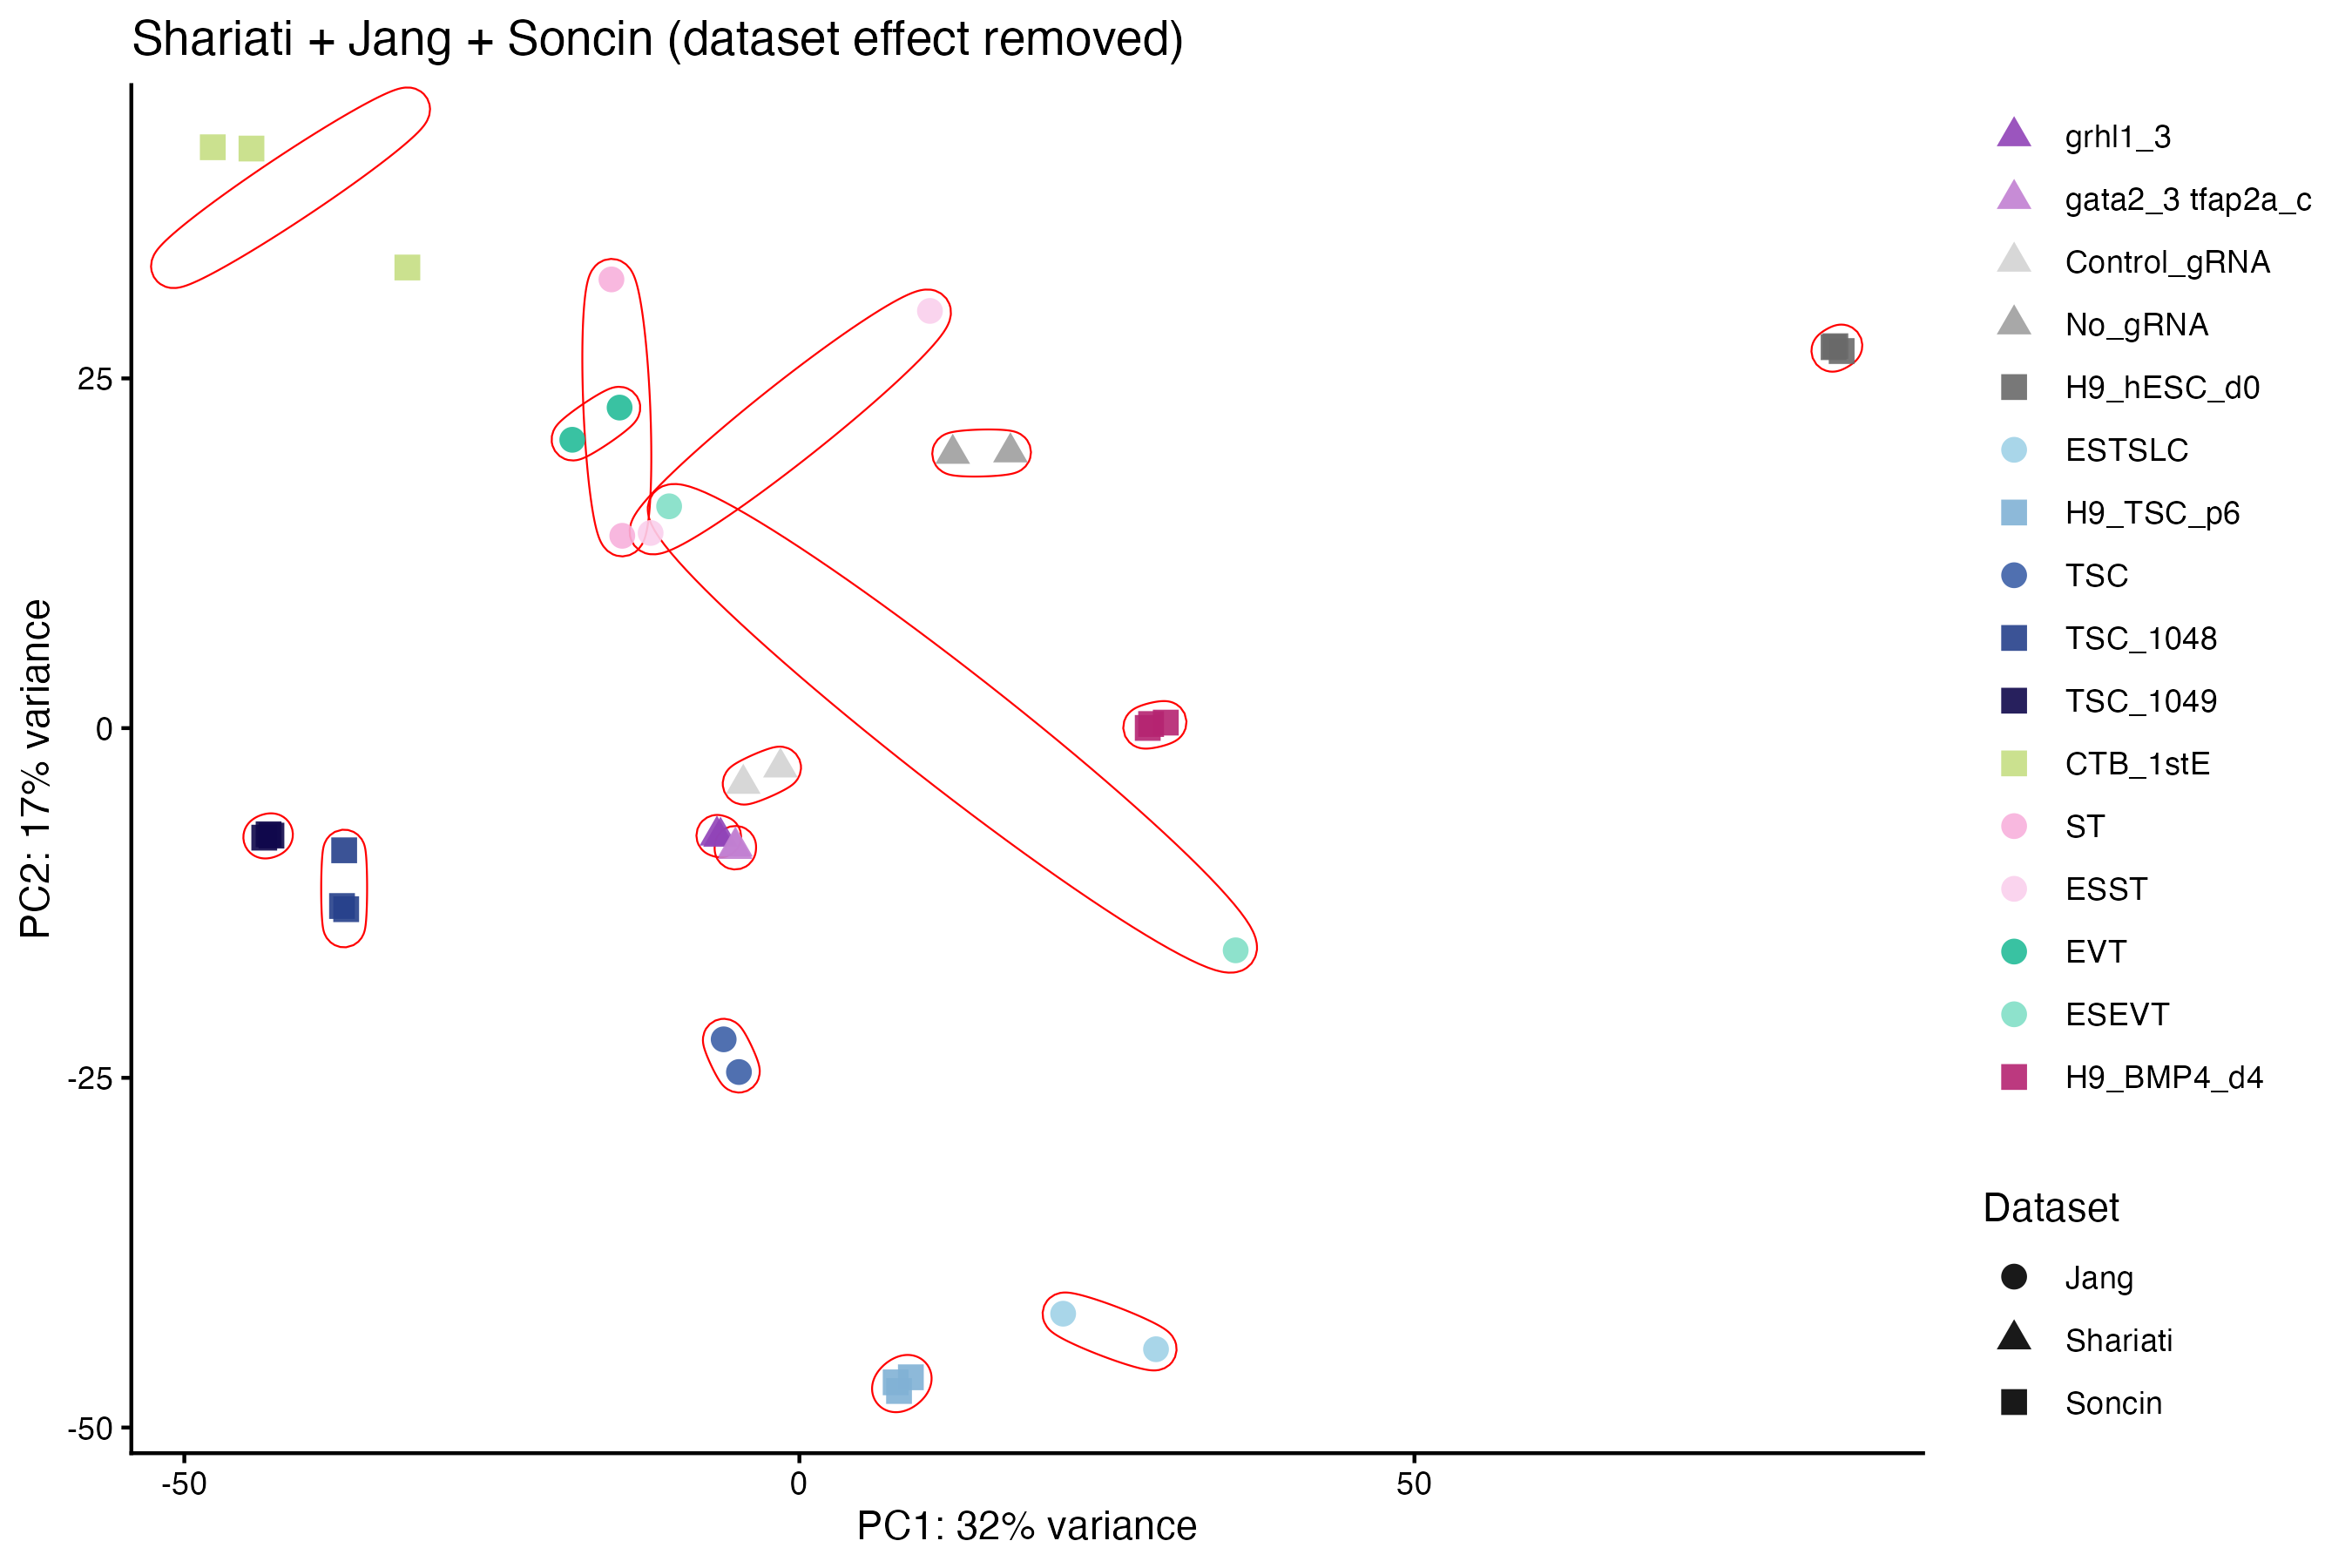 Shariati + Jang + Soncin (dataset effect removed)
PC2: 17% variance
25
0
-25
-50
-50
0
50
PC1: 32% variance
grhl1_3
gata2_3 tfap2a_c
Control_gRNA
No_gRNA
H9_hESC_d0
ESTSLC
H9_TSC_p6
TSC
TSC_1048
TSC_1049
CTB_1stE
ST
ESST
EVT
ESEVT
H9_BMP4_d4
Dataset
Jang
Shariati
Soncin